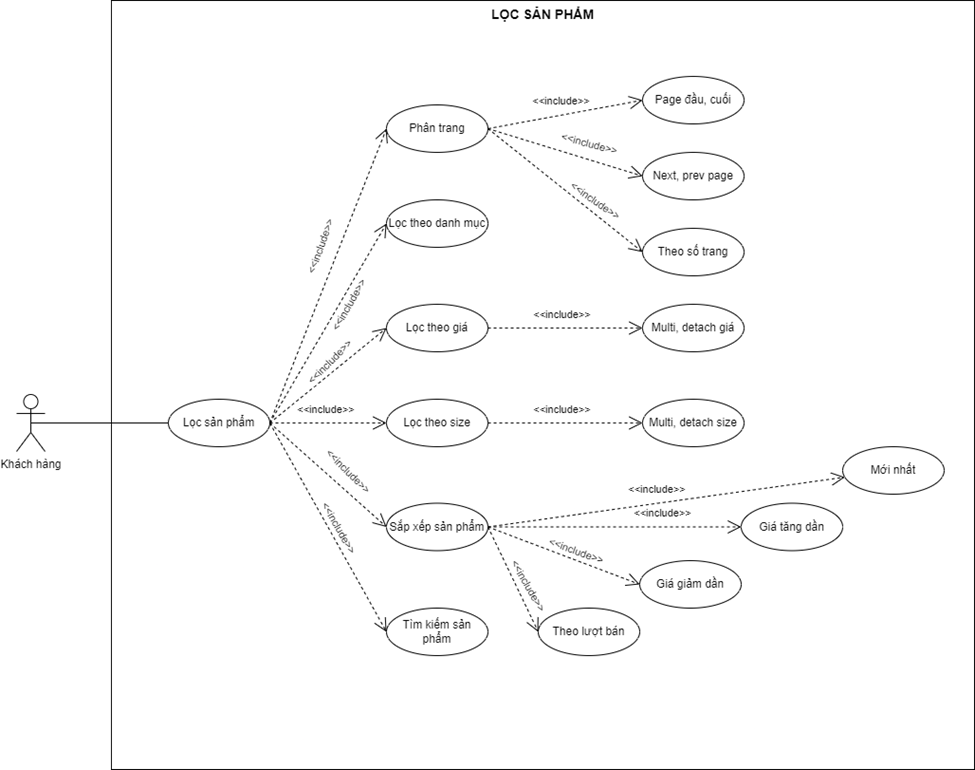 LỌC SẢN PHẨM
<<include>>
Page đầu, cuối
Phân trang
<<include>>
Next, prev page
<<include>>
Lọc theo danh mục
<<include>>
Theo số trang
<<include>>
<<include>>
Lọc theo giá
<<include>>
Multi, detach giá
<<include>>
<<include>>
<<include>>
Lọc sản phẩm
Lọc theo size
Multi, detach size
Khách hàng
<<include>>
Mới nhất
<<include>>
<<include>>
Sắp xếp sản phẩm
Giá tăng dần
<<include>>
<<include>>
<<include>>
Giá giảm dần
Tìm kiếm sản
phẩm
Theo lượt bán